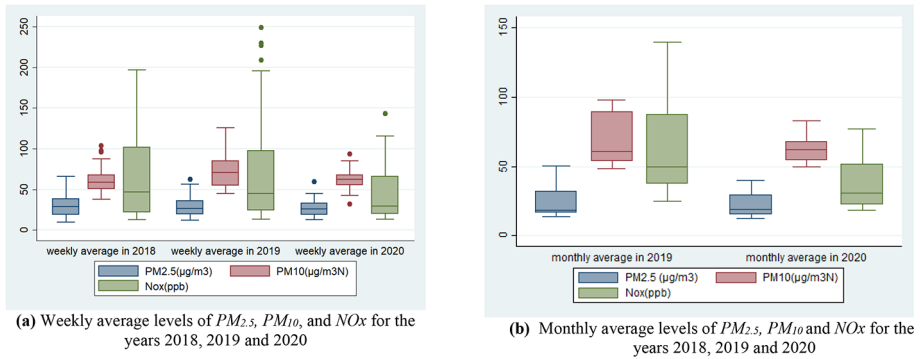 250
200
150
100
50
0
weekly average in 2018
weekly average in 2019
weekly average in 2020
PM2.5(µg/m3)
PM10(µg/m3N)
Nox(ppb)
(a) Weekly average levels of PM2.5, PM10, and NOx for the
years 2018, 2019 and 2020
150
100
50
0
monthly average in 2019
monthly average in 2020
PM2.5 (µg/m3)
PM10(µg/m3N)
Nox(ppb)
(b) Monthly average levels of PM2.5, PM10 and NOx for the
years 2018, 2019 and 2020